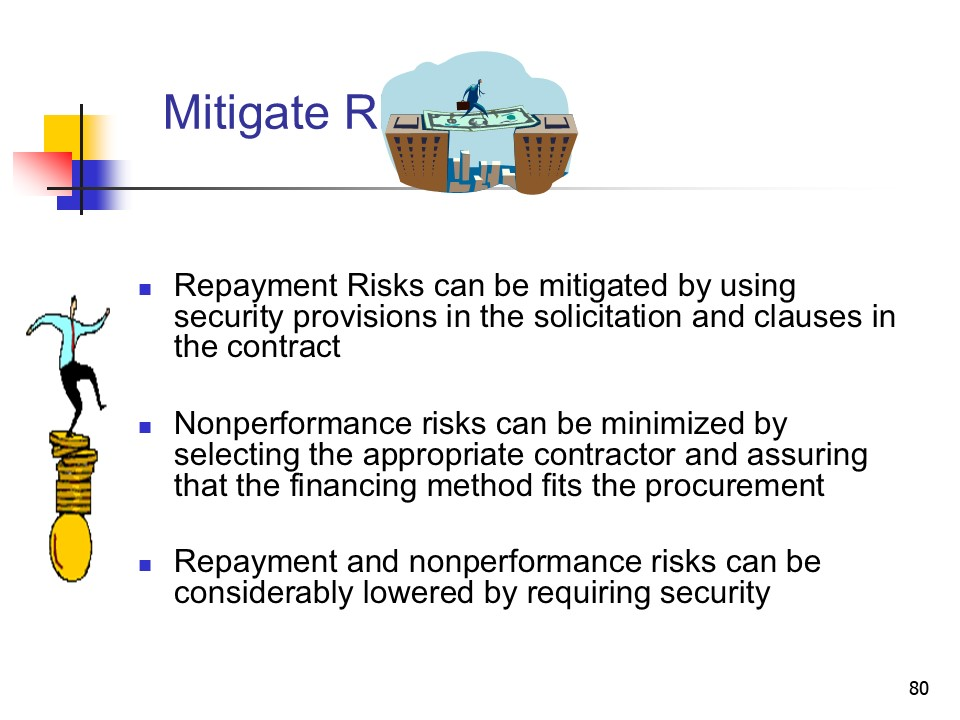 Mitigate R
Repayment Risks can be mitigated by using
security provisions in the solicitation and clauses in
the contract
Nonperformance risks can be minimized by
selecting the appropriate contractor and assuring
that the financing method fits the procurement
Repayment and nonperformance risks can be
considerably lowered by requiring security
80